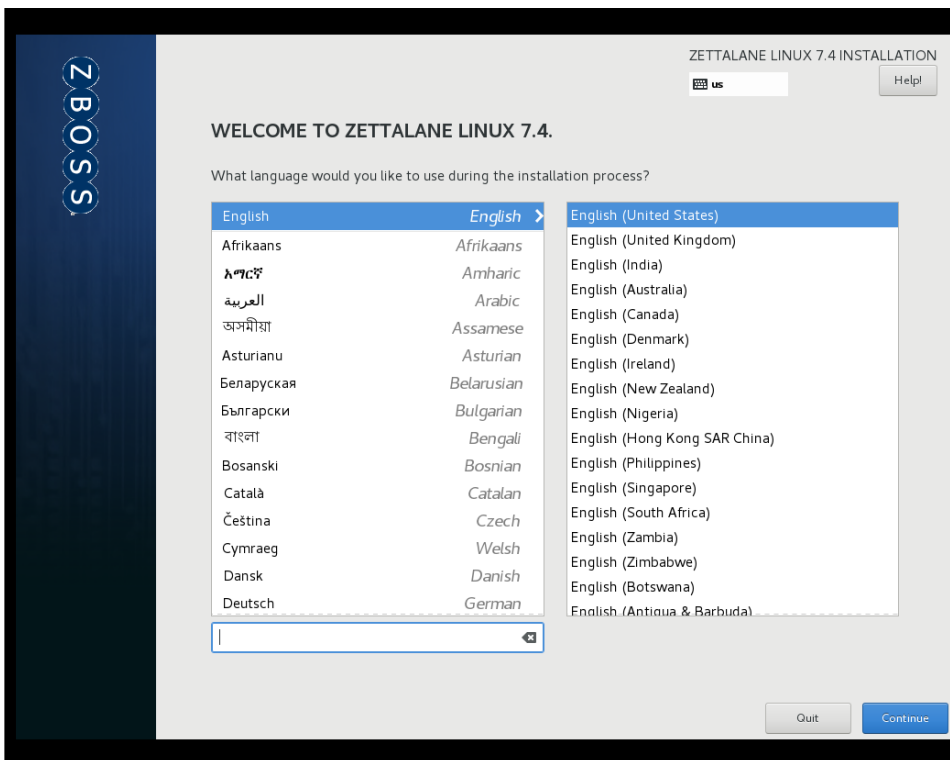 Z BOSS
ZETTALANE LINUX 7.4 INSTALLATION
us
Help!
WELCOME TO ZETTALANE LINUX 7.4.
What language would you like to use during the installation process?
English English
Afrikaans Afrikaans
አማርኛ Amharic
العربية Arabic
অসমীয়া Assamese
Asturianu Asturian
Беларуская Belarusian
Български Bulgarian
বাংলা Bengali
Bosanski Bosnian
Català Catalan
Čeština Czech
Cymraeg Welsh
Dansk Danish
Deutsch German
English (United States)
English (United Kingdom)
English (India)
English (Australia)
English (Canada)
English (Denmark)
English (Ireland)
English (New Zealand)
English (Nigeria)
English (Hong Kong SAR China)
English (Philippines)
English (Singapore)
English (South Africa)
English (Zambia)
English (Zimbabwe)
English (Botswana)
English (Antigua & Barbuda)
Quit
Continue